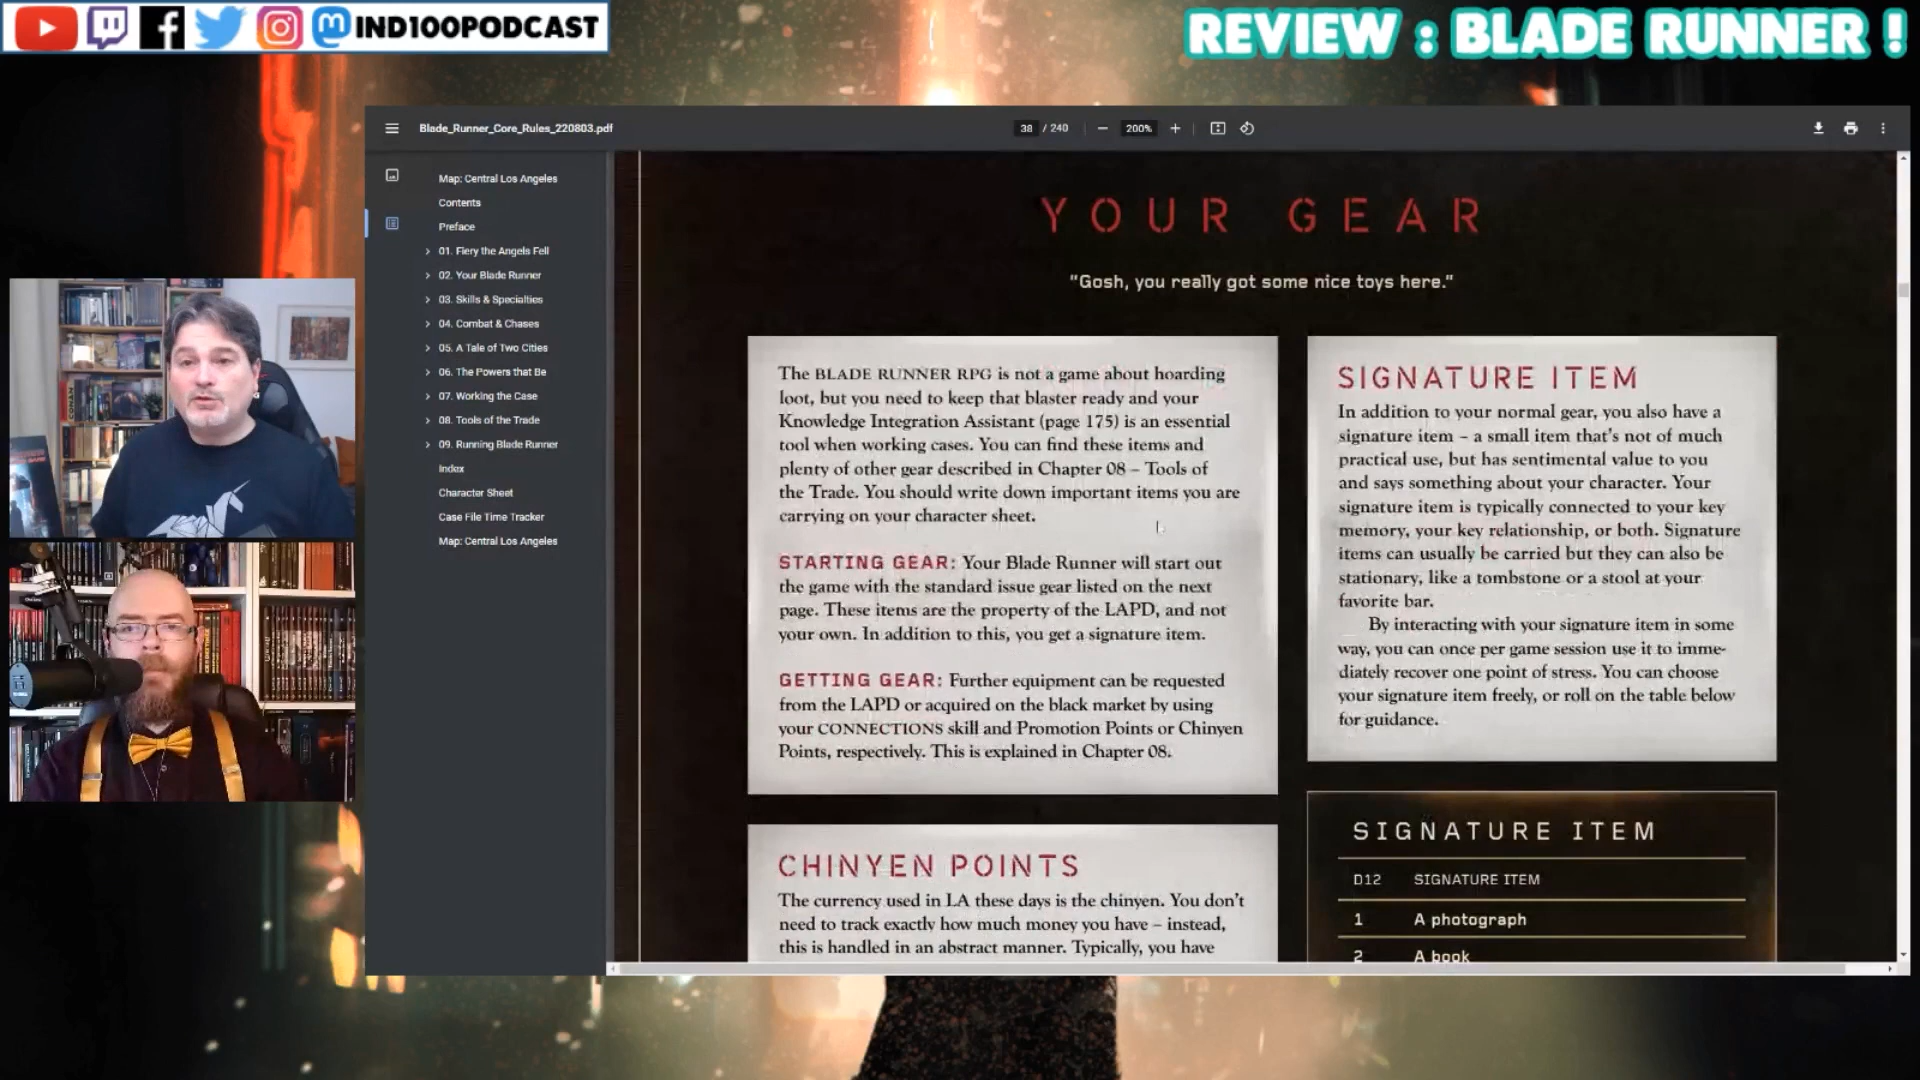 IND100PODCAST
REVIEW : BLADE RUNNER !
Blade_Runner_Core_Rules_220803.pdf
38 / 240
200%
Map: Central Los Angeles
Contents
Preface
01. Fiery the Angels Fell
02. Your Blade Runner
03. Skills & Specialties
04. Combat & Chases
05. A Tale of Two Cities
06. The Powers that Be
07. Working the Case
08. Tools of the Trade
09. Running Blade Runner
Index
Character Sheet
Case File Time Tracker
Map: Central Los Angeles
YOUR GEAR
"Gosh, you really got some nice toys here."
The BLADE RUNNER RPG is not a game about hoarding
loot, but you need to keep that blaster ready and your
Knowledge Integration Assistant (page 175) is an essential
tool when working cases. You can find these items and
plenty of other gear described in Chapter 08 – Tools of
the Trade. You should write down important items you are
carrying on your character sheet.
STARTING GEAR: Your Blade Runner will start out
the game with the standard issue gear listed on the next
page. These items are the property of the LAPD, and not
your own. In addition to this, you get a signature item.
GETTING GEAR: Further equipment can be requested
from the LAPD or acquired on the black market by using
your CONNECTIONS skill and Promotion Points or Chinyen
Points, respectively. This is explained in Chapter 08.
CHINYEN POINTS
The currency used in LA these days is the chinyen. You don't
need to track exactly how much money you have – instead,
this is handled in an abstract manner. Typically, you have
SIGNATURE ITEM
In addition to your normal gear, you also have a
signature item – a small item that's not of much
practical use, but has sentimental value to you
and says something about your character. Your
signature item is typically connected to your key
memory, your key relationship, or both. Signature
items can usually be carried but they can also be
stationary, like a tombstone or a stool at your
favorite bar.
By interacting with your signature item in some
way, you can once per game session use it to imme-
diately recover one point of stress. You can choose
your signature item freely, or roll on the table below
for guidance.
SIGNATURE ITEM
D12 SIGNATURE ITEM
1 A photograph
2 A book